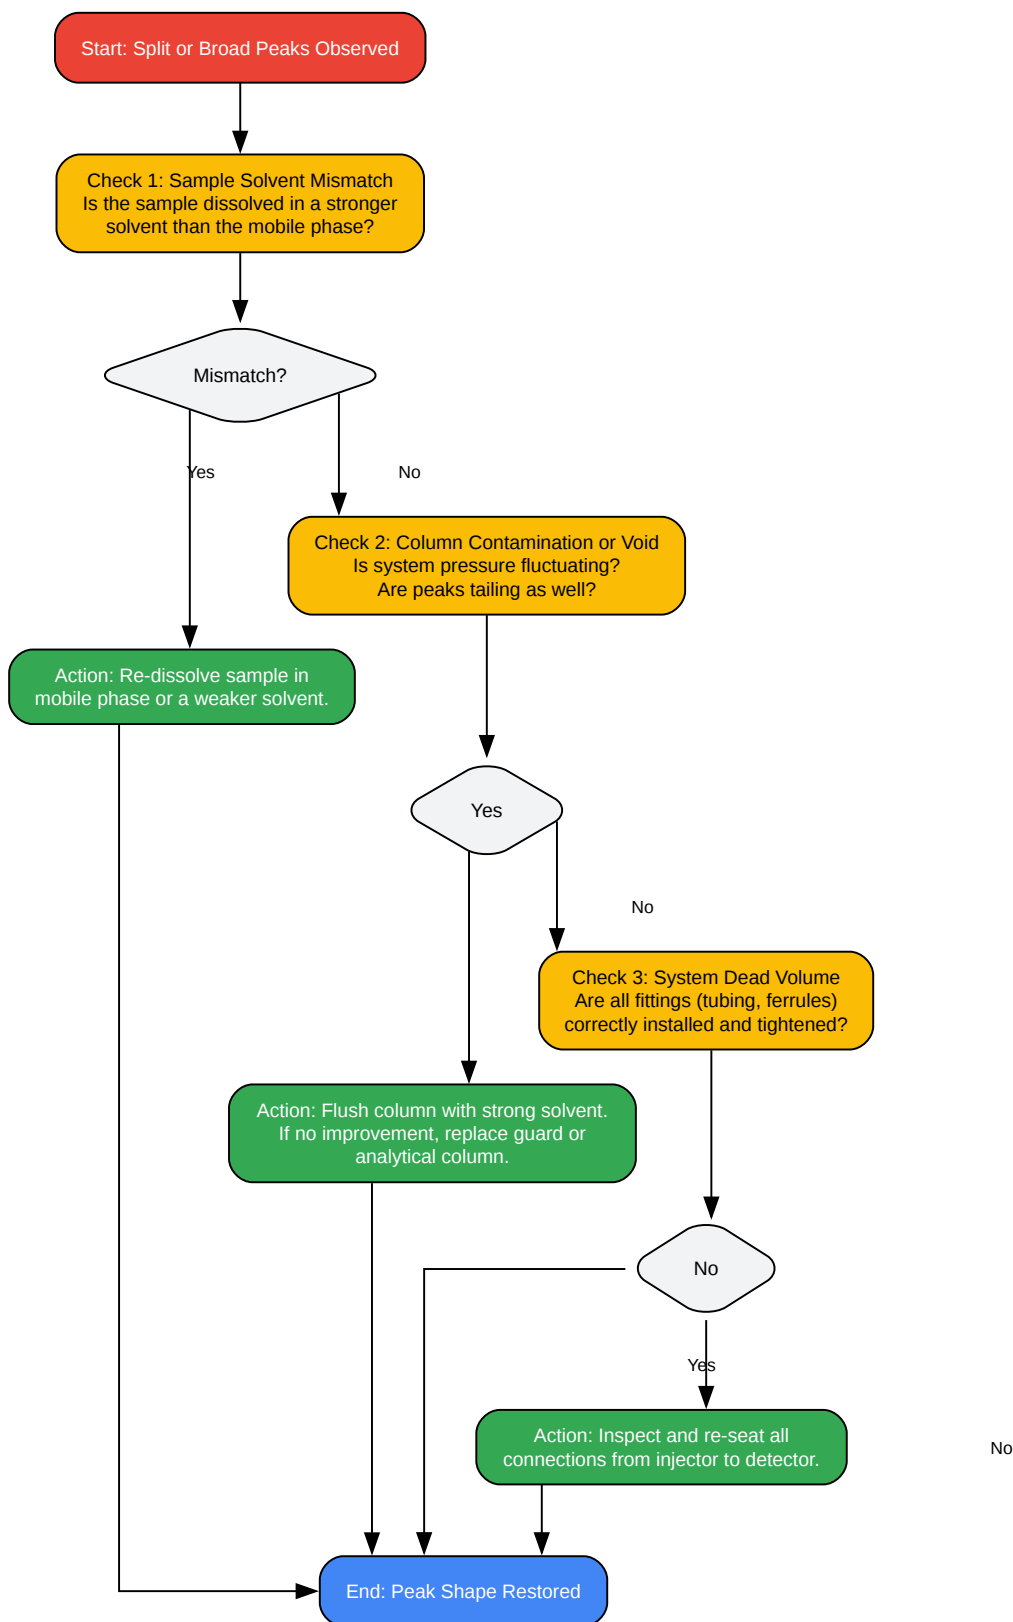 Start: Split or Broad Peaks Observed
Check 1: Sample Solvent Mismatch
Is the sample dissolved in a stronger
solvent than the mobile phase?
Mismatch?
Yes
No
Check 2: Column Contamination or Void
Is system pressure fluctuating?
Are peaks tailing as well?
Action: Re-dissolve sample in
mobile phase or a weaker solvent.
Yes
No
Check 3: System Dead Volume
Are all fittings (tubing, ferrules)
correctly installed and tightened?
Action: Flush column with strong solvent.
If no improvement, replace guard or
analytical column.
No
Yes
Action: Inspect and re-seat all
connections from injector to detector.
No
End: Peak Shape Restored